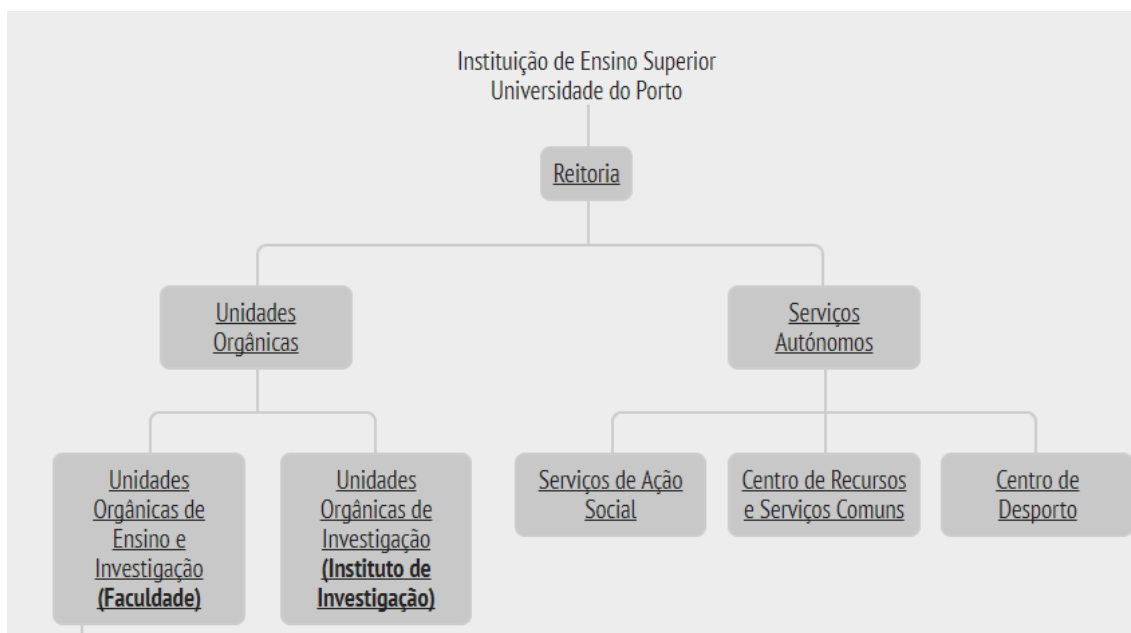 Instituição de Ensino Superior
Universidade do Porto
Reitoria
Unidades
Orgânicas
Serviços
Autónomos
Unidades
Orgânicas de
Ensino e
Investigação
(Faculdade)
Unidades
Orgânicas de
Investigação
(Instituto de
Investigação)
Serviços de Ação
Social
Centro de Recursos
e Serviços Comuns
Centro de
Desporto